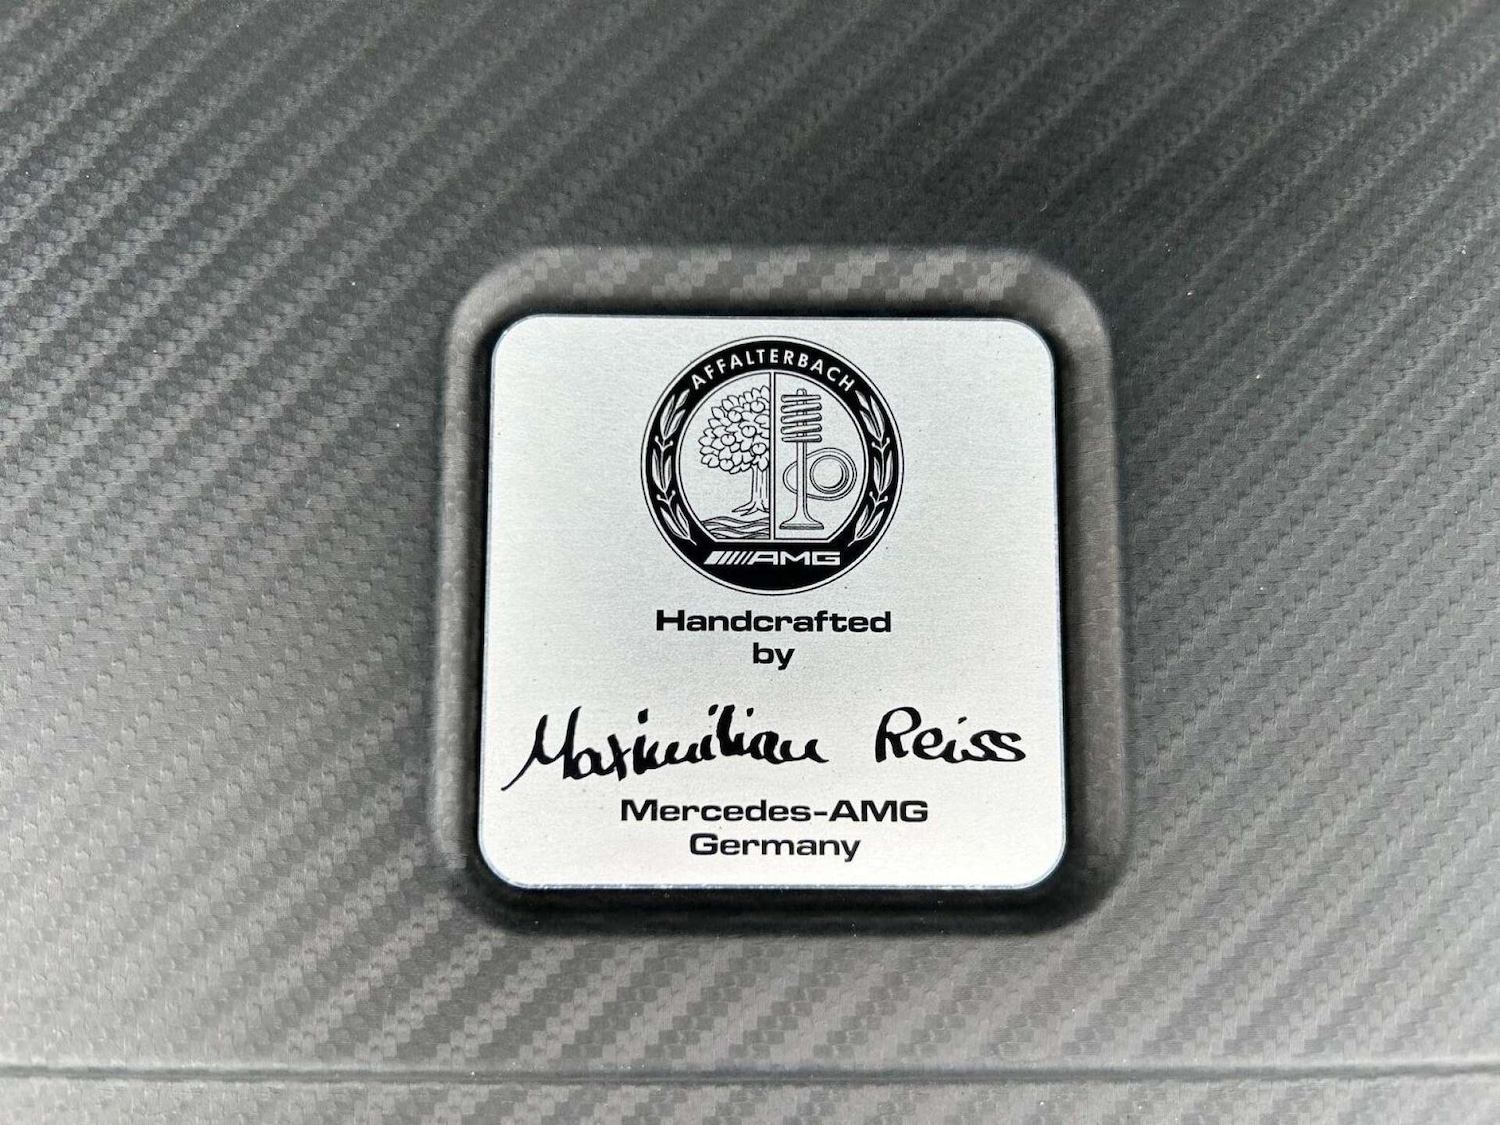 AFFALTERBACH
AMG
Handcrafted
by
Maximilian Reiss
Mercedes-AMG
Germany